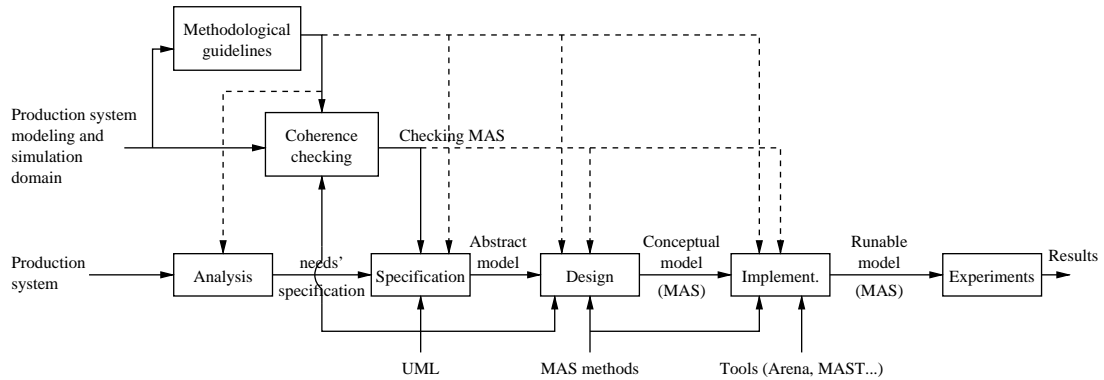 Methodological
guidelines
Production system
modeling and
simulation
domain
Coherence
checking
Checking MAS
Production
system
Analysis
needs’
specification
Specification
Abstract
model
Design
Conceptual
model
(MAS)
Implement.
Runable
model
(MAS)
Experiments
Results
UML
MAS methods
Tools (Arena, MAST...)